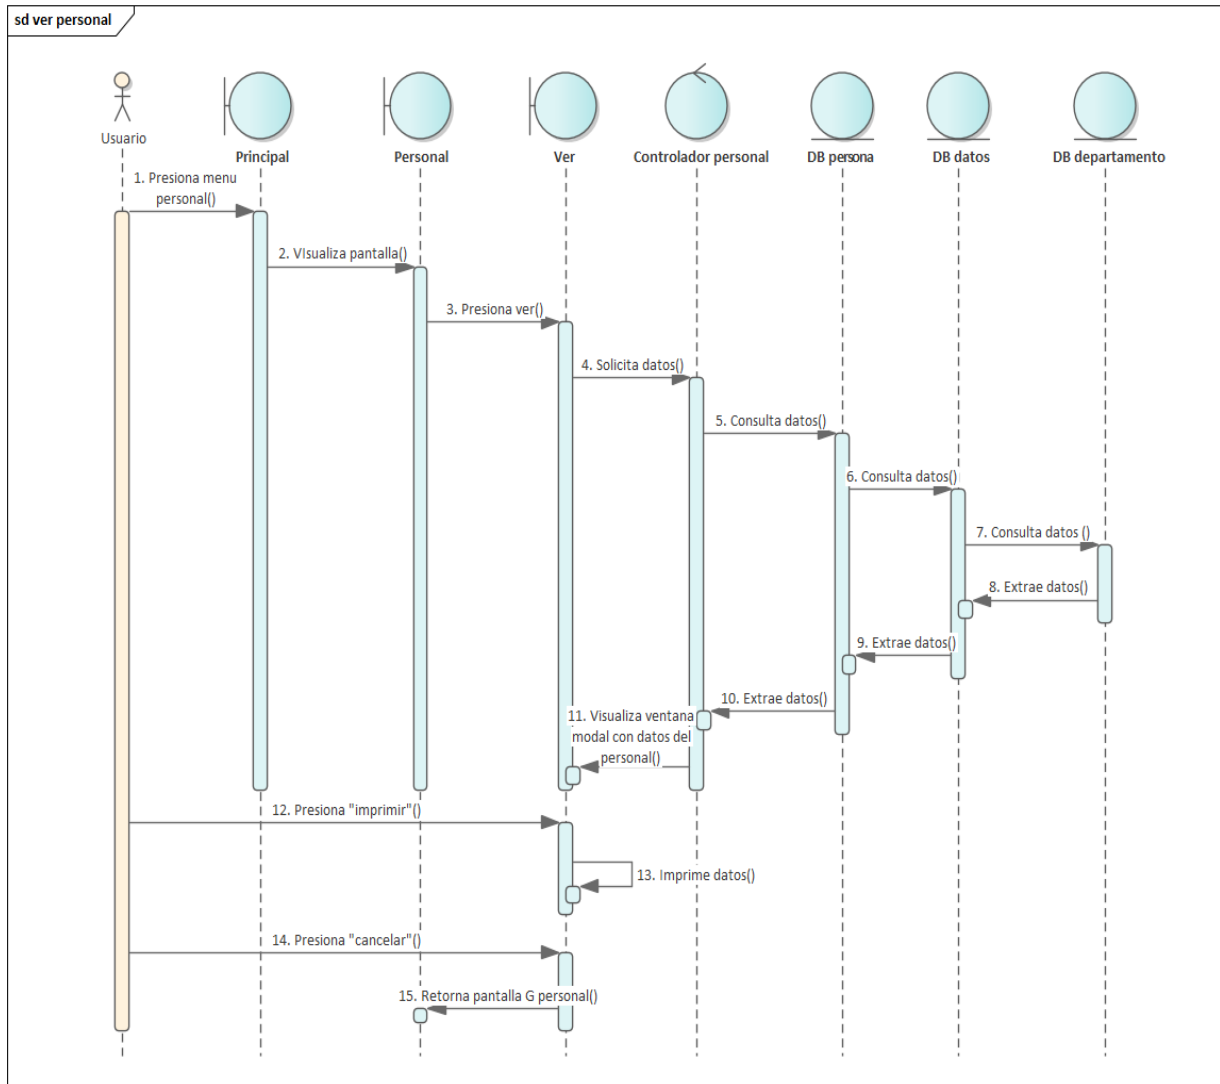 sd ver personal
Usuario
Principal
Personal
Ver
Controlador personal
DB persona
DB datos
DB departamento
1. Presiona menu
personal()
2. VIsualiza pantalla()
3. Presiona ver()
4. Solicita datos()
5. Consulta datos()
6. Consulta datos()
7. Consulta datos ()
8. Extrae datos()
9. Extrae datos()
10. Extrae datos()
11. Visualiza ventana
modal con datos del
personal()
12. Presiona "imprimir"()
13. Imprime datos()
14. Presiona "cancelar"()
15. Retorna pantalla G personal()